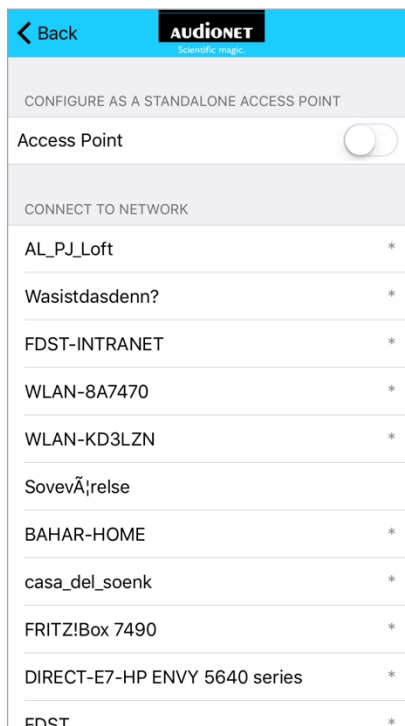 Back
AUDIONET
Scientific magic.
CONFIGURE AS A STANDALONE ACCESS POINT
Access Point
CONNECT TO NETWORK
AL_PJ_Loft *
Wasistdasdenn? *
FDST-INTRANET *
WLAN-8A7470 *
WLAN-KD3LZN *
SovevÃ¦relse
BAHAR-HOME *
casa_del_soenk *
FRITZ!Box 7490 *
DIRECT-E7-HP ENVY 5640 series *
FDST *